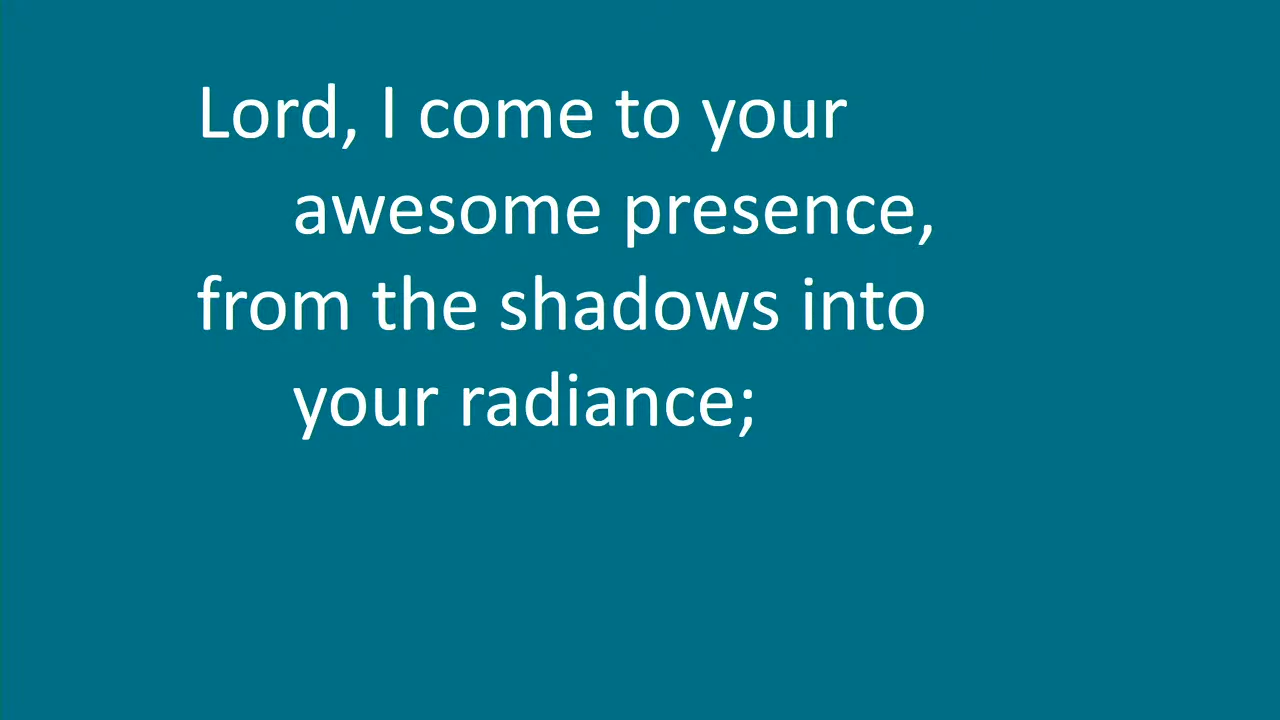 Lord, I come to your
awesome presence,
from the shadows into
your radiance;